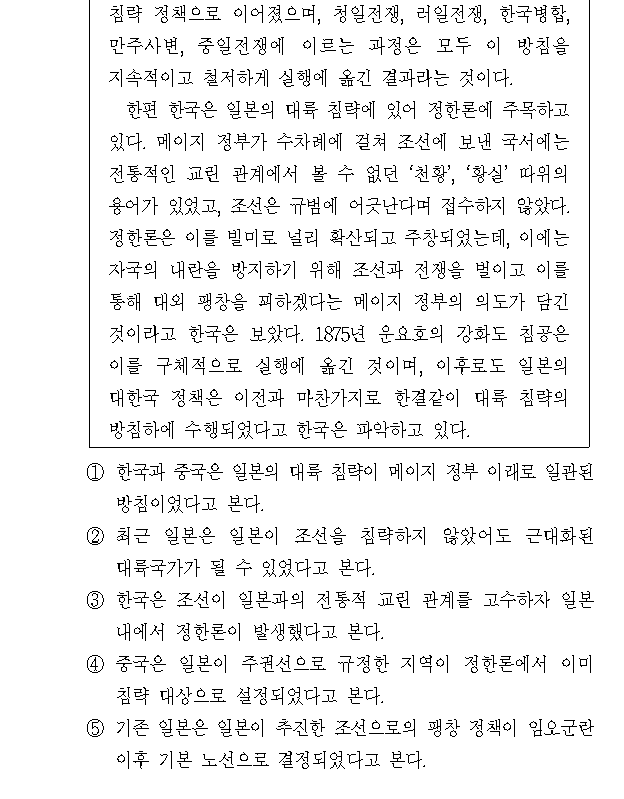 침략 정책으로 이어졌으며, 청일전쟁, 러일전쟁, 한국병합,
만주사변, 중일전쟁에 이르는 과정은 모두 이 방침을
지속적이고 철저하게 실행에 옮긴 결과라는 것이다.
한편 한국은 일본의 대륙 침략에 있어 정한론에 주목하고
있다. 메이지 정부가 수차례에 걸쳐 조선에 보낸 국서에는
전통적인 교린 관계에서 볼 수 없던 ‘천황’, ‘황실’ 따위의
용어가 있었고, 조선은 규범에 어긋난다며 접수하지 않았다.
정한론은 이를 빌미로 널리 확산되고 주창되었는데, 이에는
자국의 내란을 방지하기 위해 조선과 전쟁을 벌이고 이를
통해 대외 팽창을 꾀하겠다는 메이지 정부의 의도가 담긴
것이라고 한국은 보았다. 1875년 운요호의 강화도 침공은
이를 구체적으로 실행에 옮긴 것이며, 이후로도 일본의
대한국 정책은 이전과 마찬가지로 한결같이 대륙 침략의
방침하에 수행되었다고 한국은 파악하고 있다.
① 한국과 중국은 일본의 대륙 침략이 메이지 정부 이래로 일관된
방침이었다고 본다.
② 최근 일본은 일본이 조선을 침략하지 않았어도 근대화된
대륙국가가 될 수 있었다고 본다.
③ 한국은 조선이 일본과의 전통적 교린 관계를 고수하자 일본
내에서 정한론이 발생했다고 본다.
④ 중국은 일본이 주권선으로 규정한 지역이 정한론에서 이미
침략 대상으로 설정되었다고 본다.
⑤ 기존 일본은 일본이 추진한 조선으로의 팽창 정책이 임오군란
이후 기본 노선으로 결정되었다고 본다.